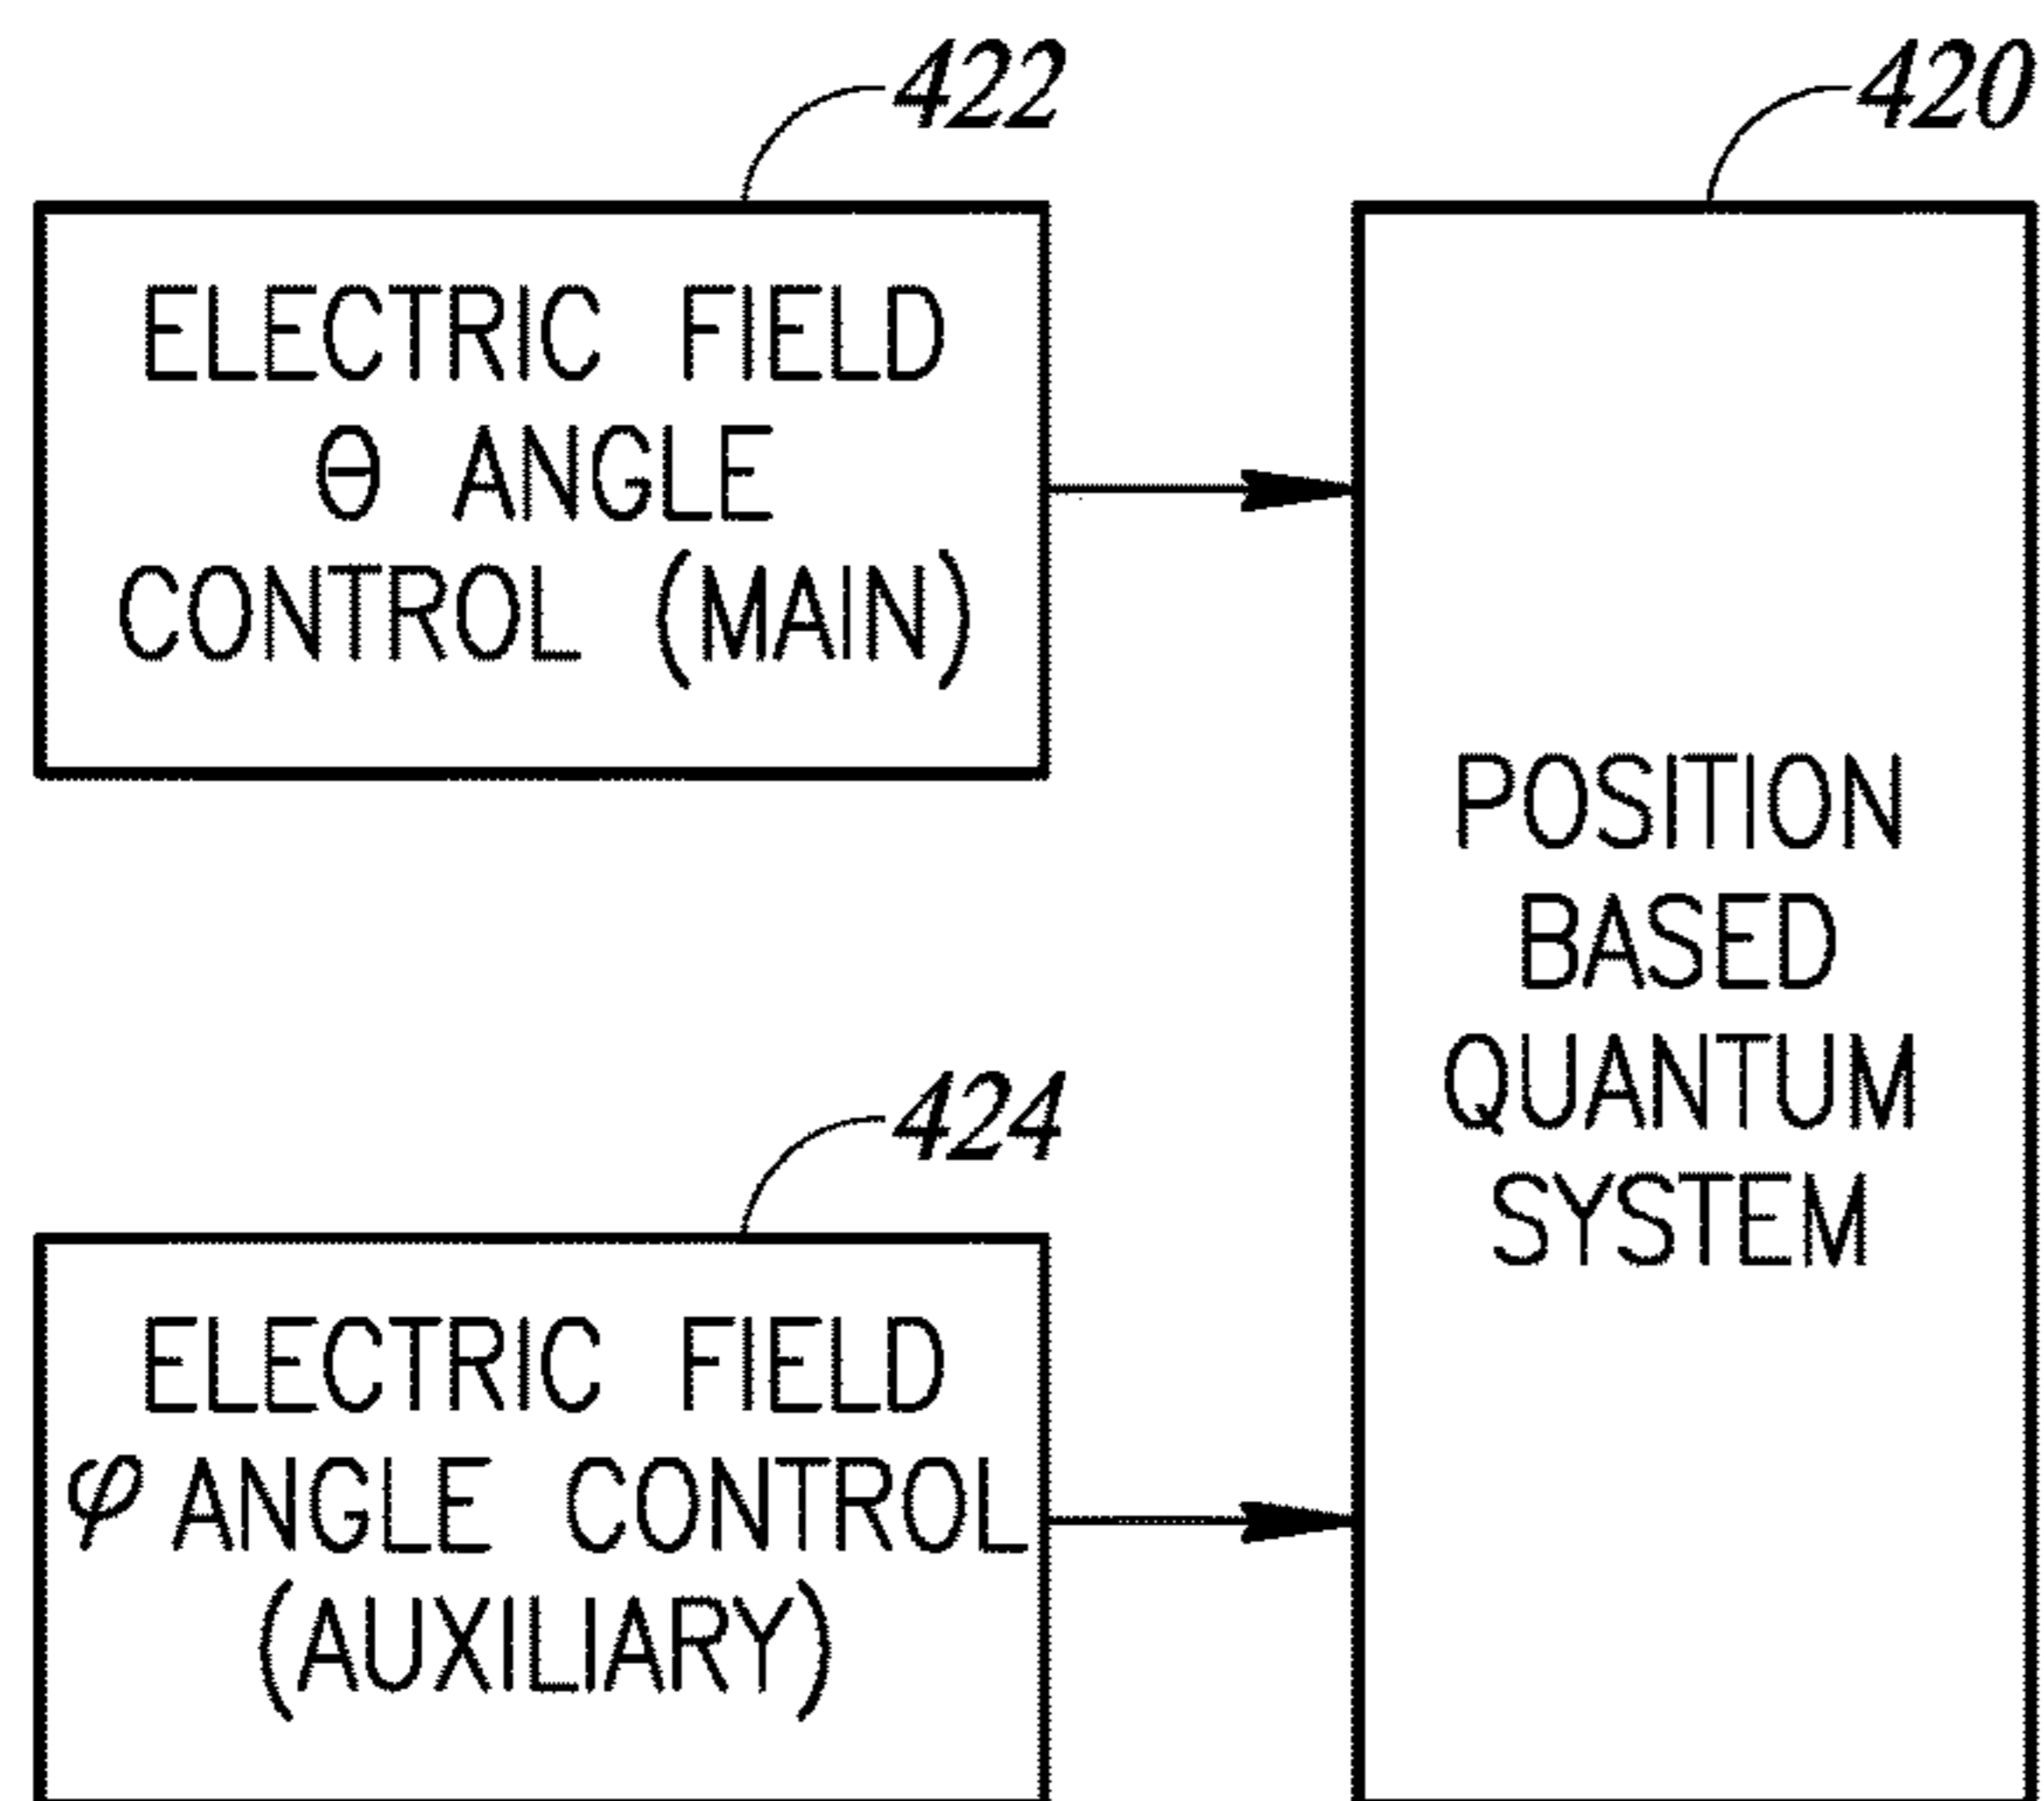 422
ELECTRIC FIELD
θ ANGLE
CONTROL (MAIN)
420
POSITION
BASED
QUANTUM
SYSTEM
424
ELECTRIC FIELD
φ ANGLE CONTROL
(AUXILIARY)